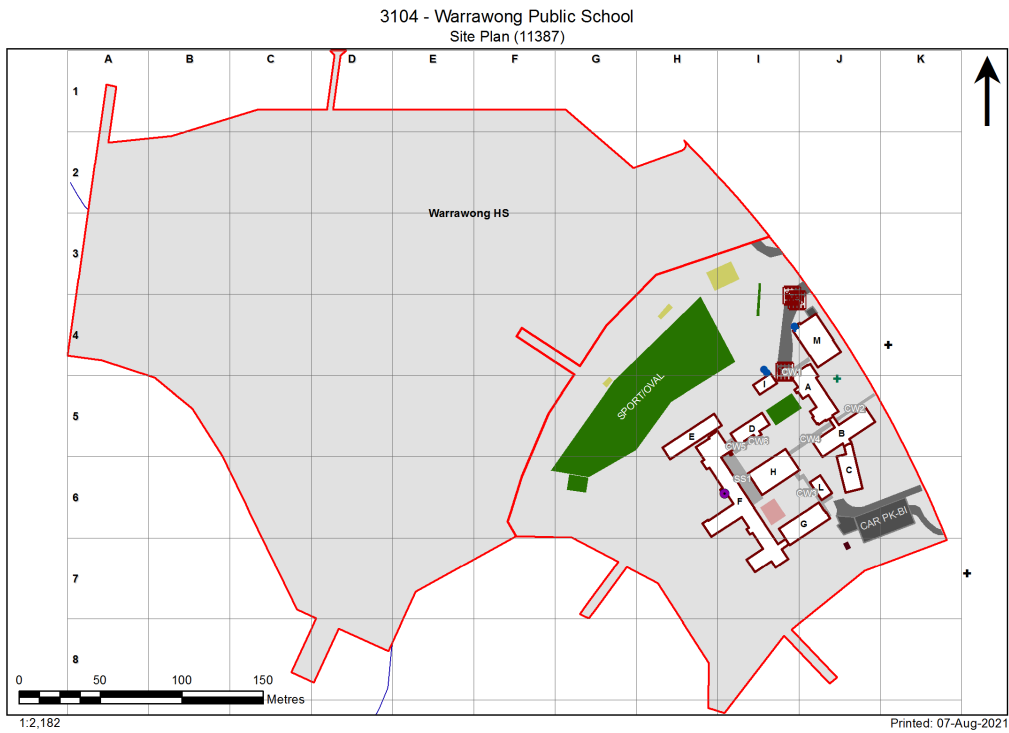 3104 - Warrawong Public School
Site Plan (11387)
A B C D E F G H I J K
1
2
Warrawong HS
3
4
M
CW1
I
A
SPORT/OVAL
CW2
5
D
E
B
CW4
CW5
CW6
H
C
SS1
6
L
CW3
F
G
CAR PK-BI
7
8
0 50 100 150
Metres
1:2,182
Printed: 07-Aug-2021